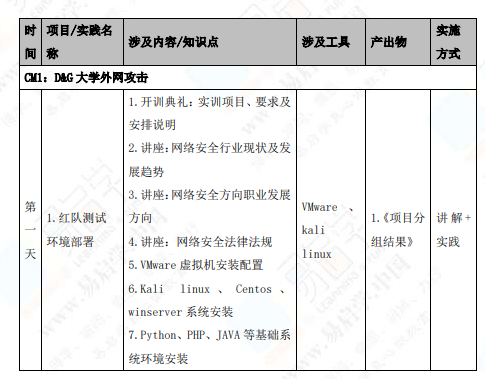 时间 项目/实践名称 涉及内容/知识点 涉及工具 产出物 实施方式
CM1：D&G 大学外网攻击
第一天
1.红队测试
环境部署
1.开训典礼：实训项目、要求及
安排说明
2.讲座:网络安全行业现状及发
展趋势
3.讲座:网络安全方向职业发展
方向
4.讲座：网络安全法律法规
5.VMware 虚拟机安装配置
6.Kali linux、Centos、
winserver 系统安装
7.Python、PHP、JAVA 等基础系
统环境安装
VMware、
kali
linux
1.《项目分
组结果》
讲解+
实践